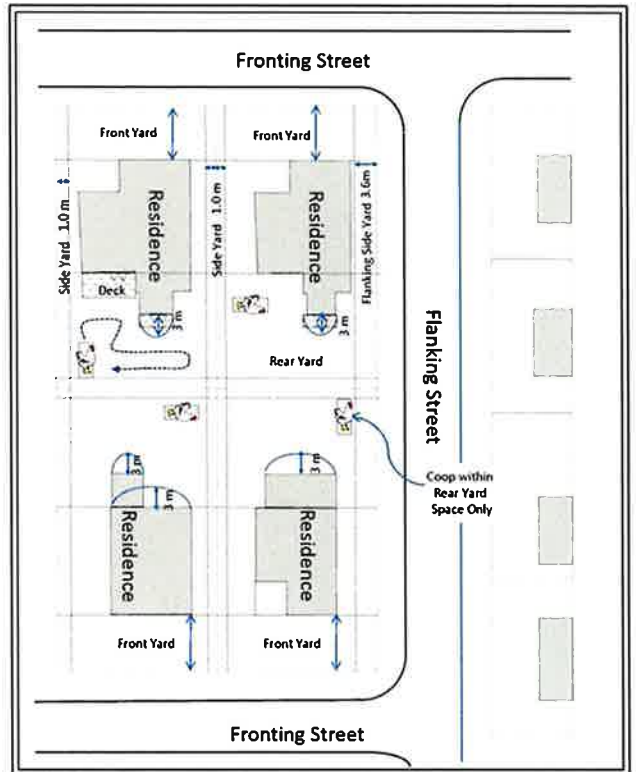 Fronting Street
Front Yard
Front Yard
Side Yard 1.0 m
Residence
Side Yard 1.0 m
Residence
Flanking Side Yard 3.6m
Deck
3 m
3 m
Rear Yard
Flanking Street
Coop within
Rear Yard
Space Only
3m
3 m
3 m
Residence
Residence
Front Yard
Front Yard
Fronting Street